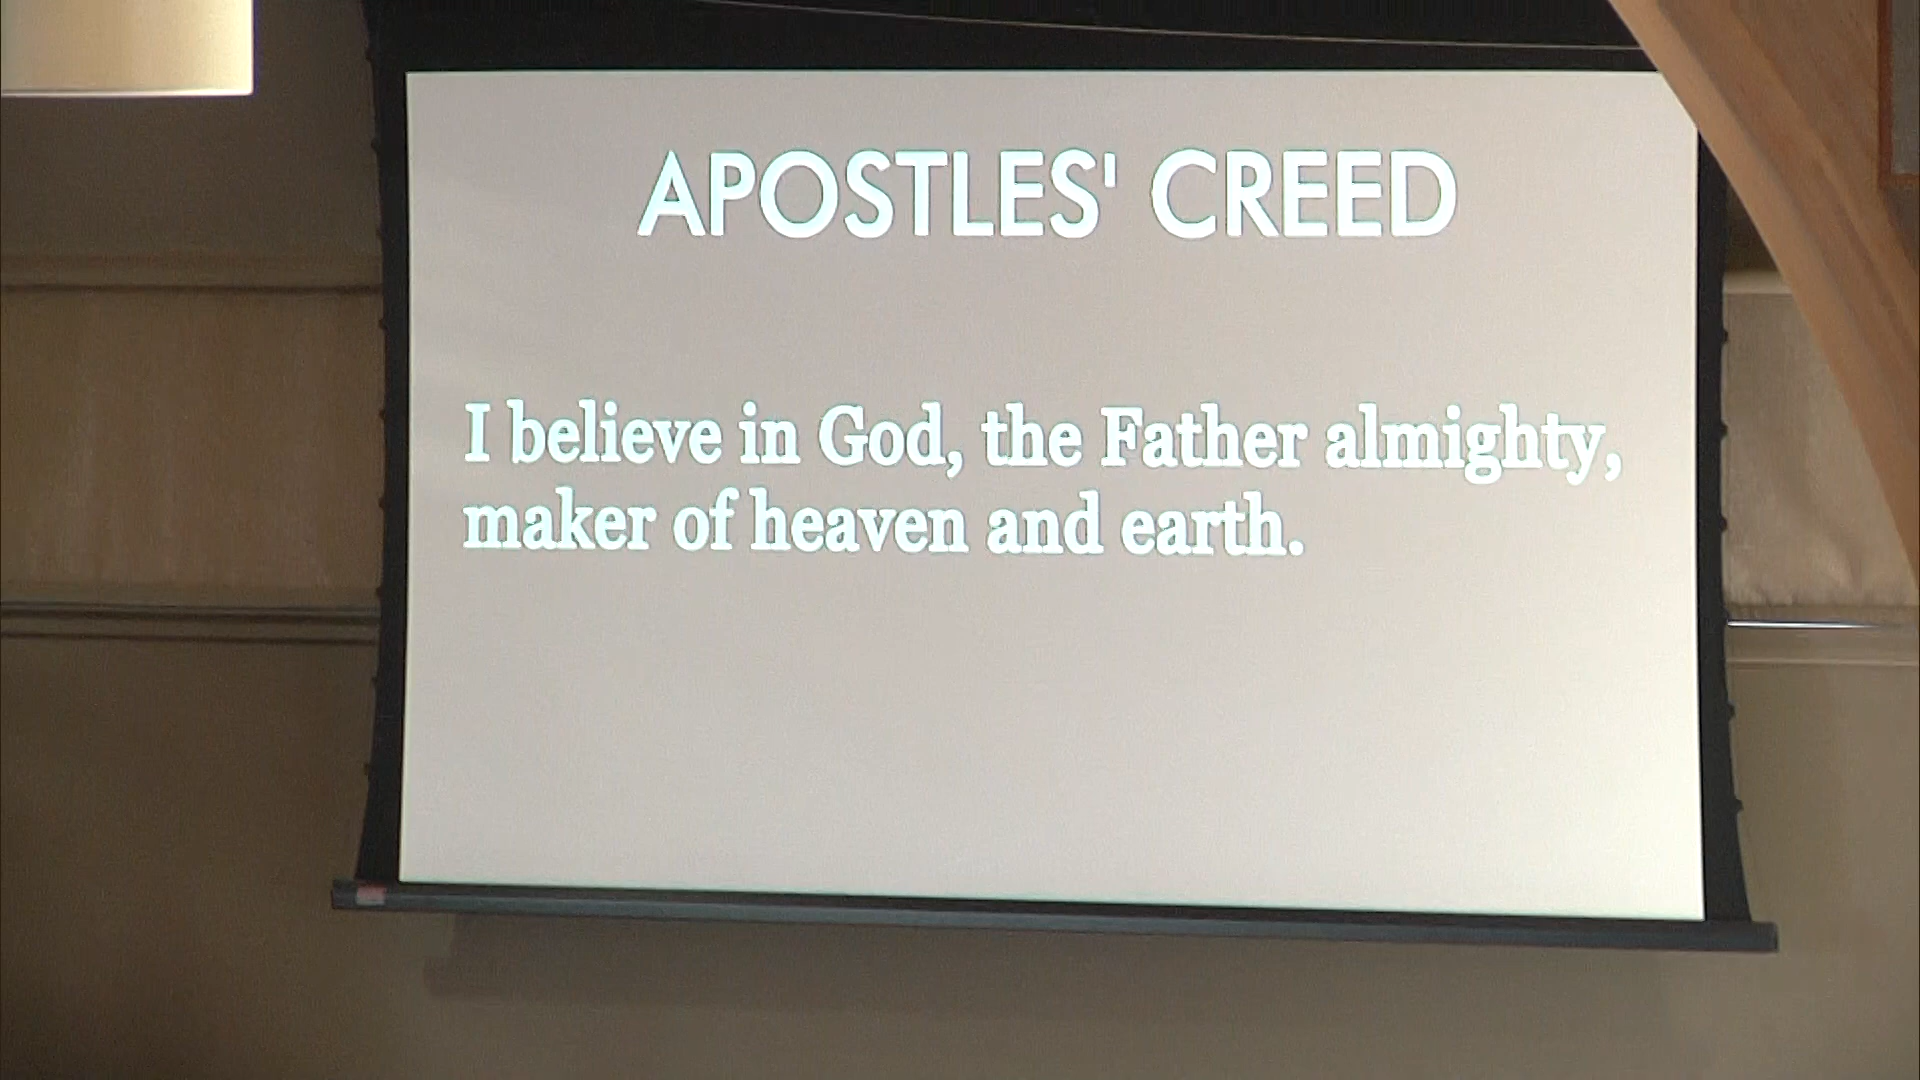 APOSTLES' CREED
I believe in God, the Father almighty,
maker of heaven and earth.